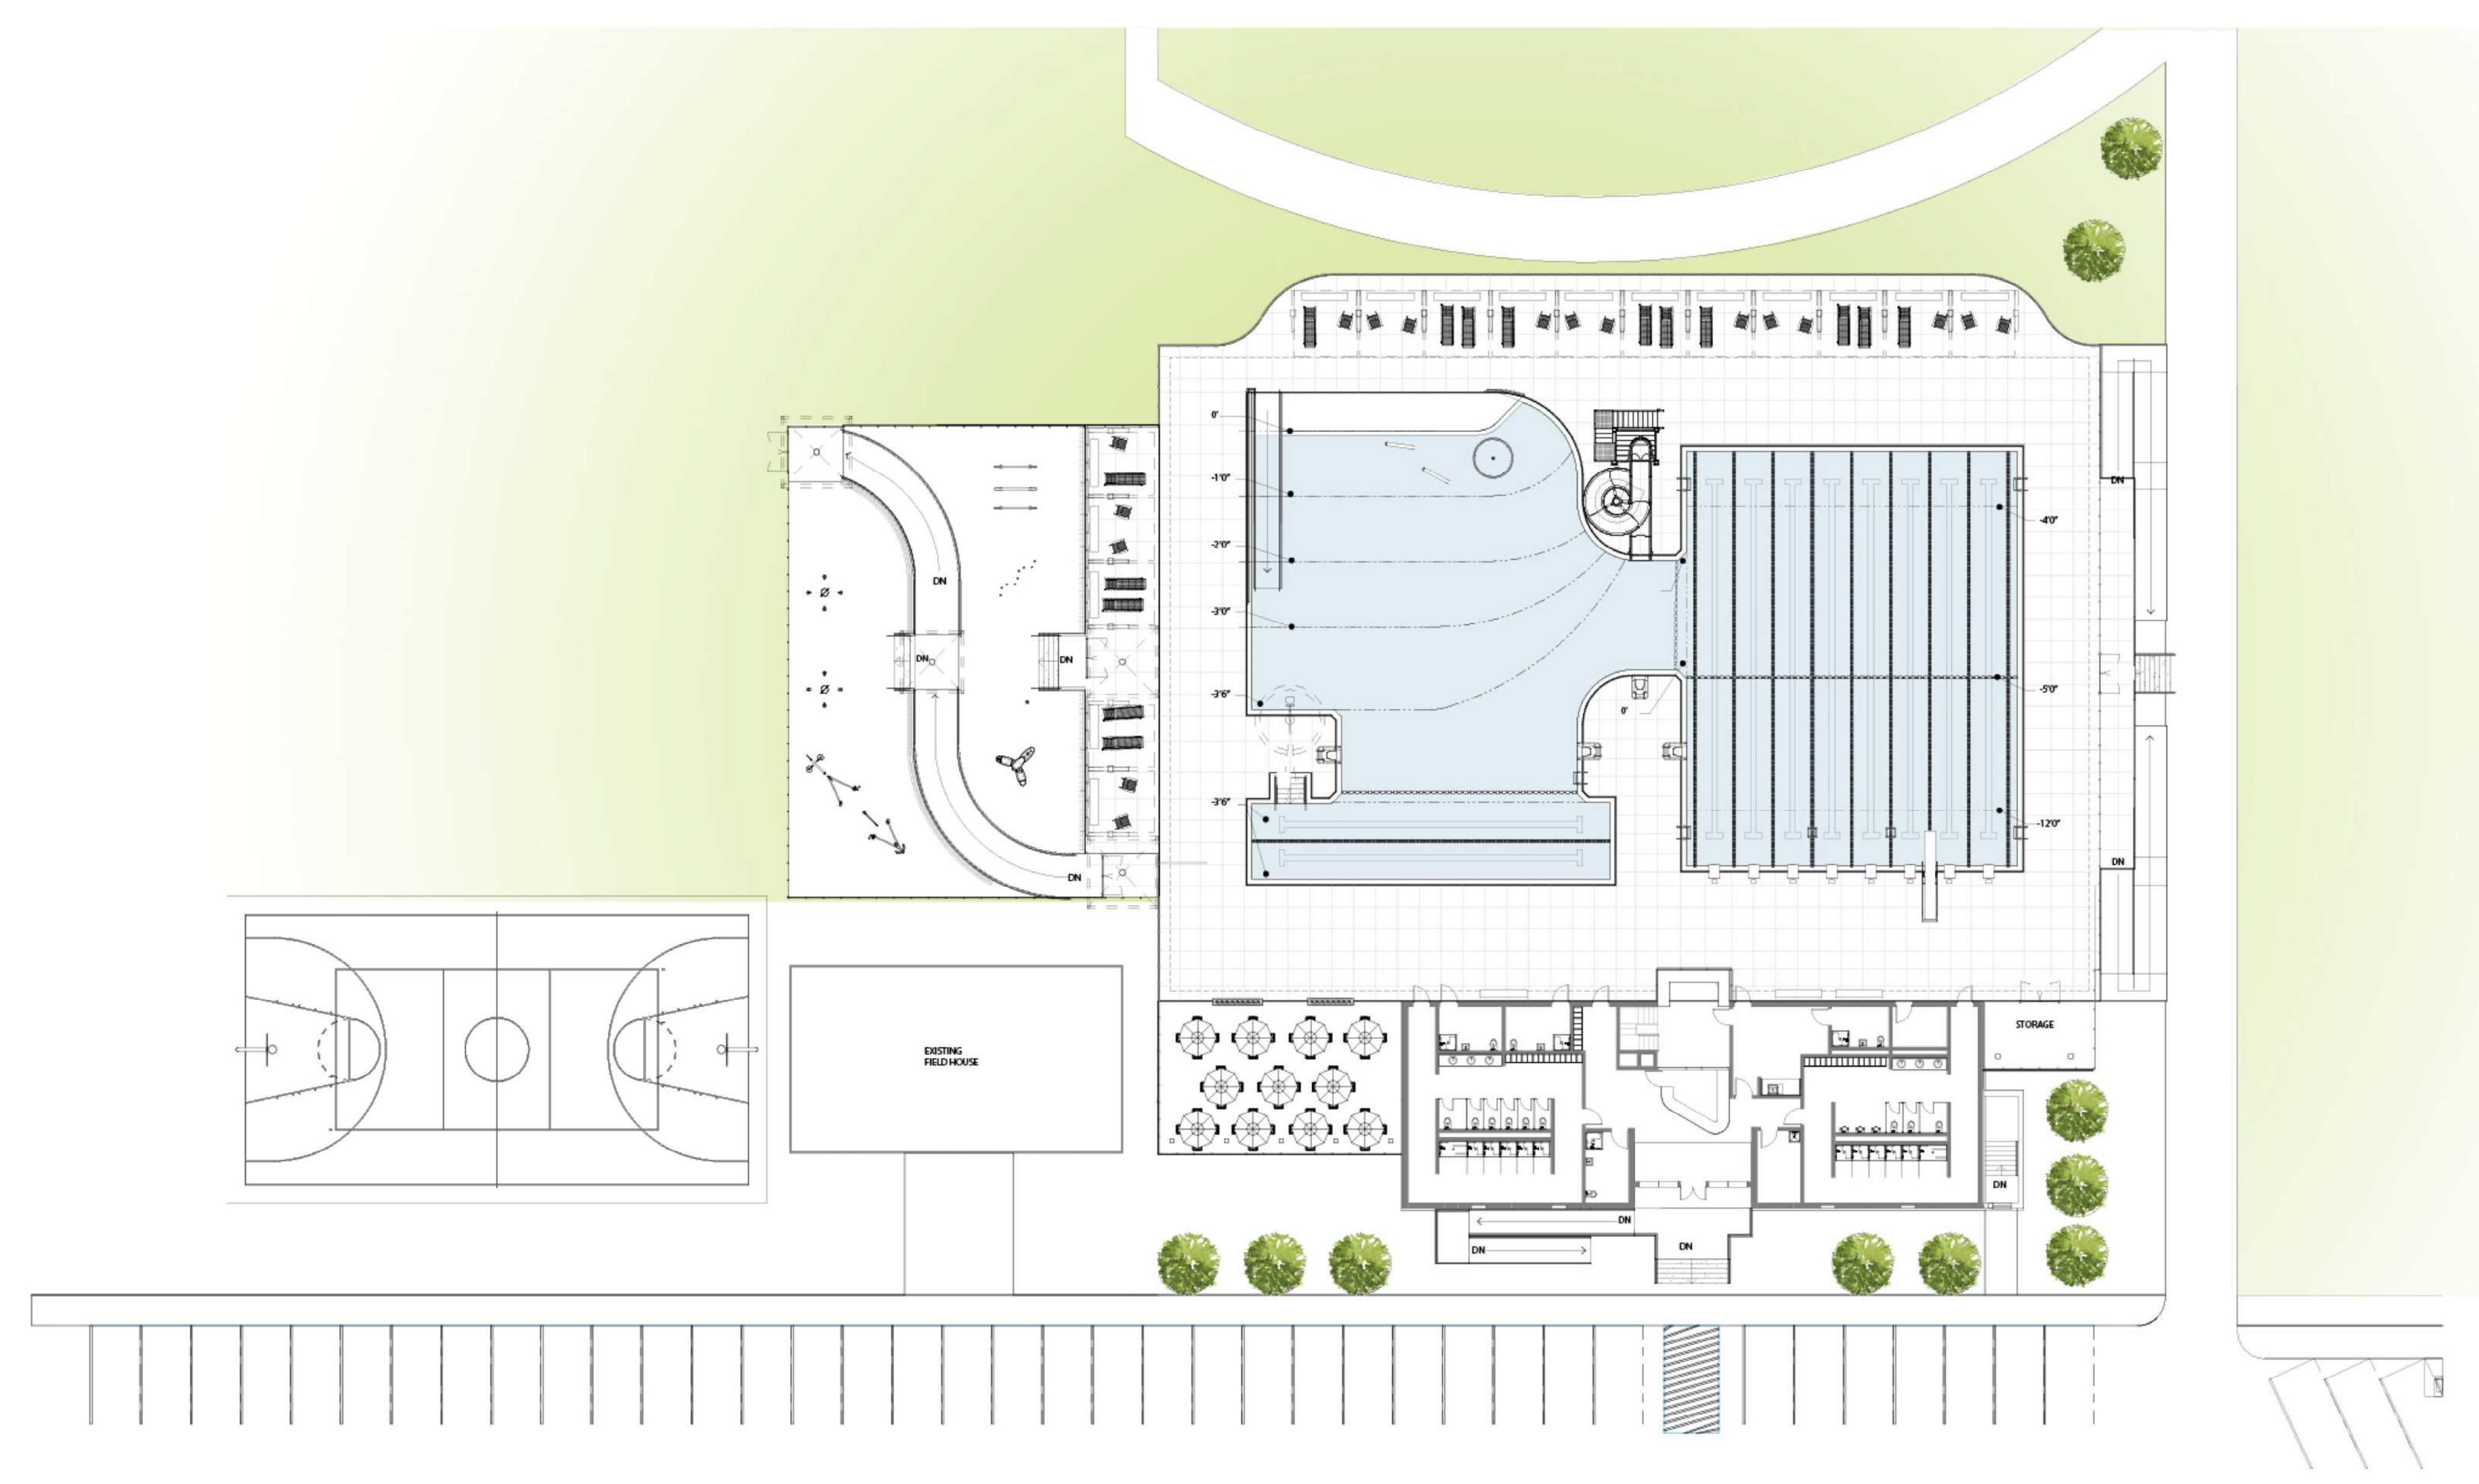 0'
-1'0"
-2'0"
-3'0"
-3'6"
-3'6"
0'
-4'0"
-5'0"
-12'0"
DN
DN
DN
DN
DN
DN
DN
EXISTING
FIELD HOUSE
STORAGE
DN
DN
DN
DN